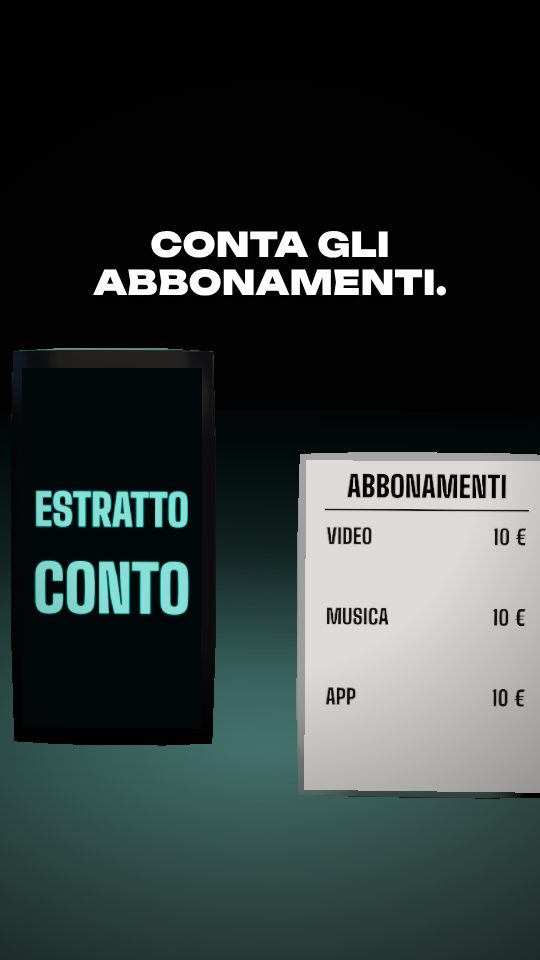 CONTA GLI
ABBONAMENTI.
ESTRATTO
CONTO
ABBONAMENTI
VIDEO 10 €
MUSICA 10 €
APP 10 €